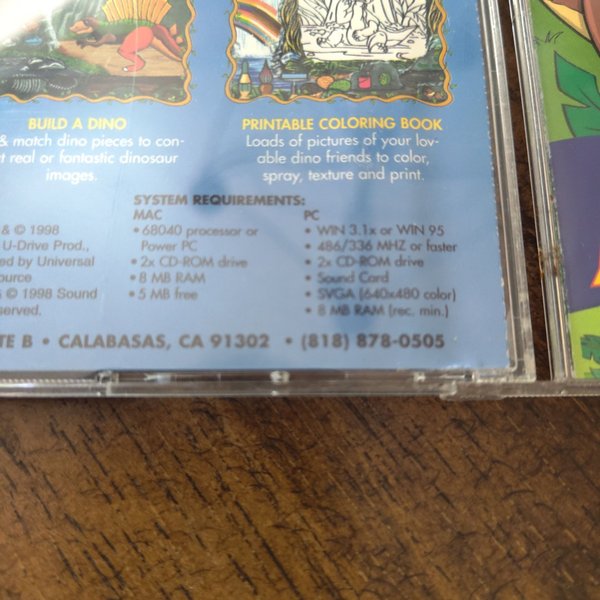 BUILD A DINO
& match dino pieces to con-
t real or fantastic dinosaur
images.
PRINTABLE COLORING BOOK
Loads of pictures of your lov-
able dino friends to color,
spray, texture and print.
SYSTEM REQUIREMENTS:
MAC
• 68040 processor or
Power PC
• 2x CD-ROM drive
• 8 MB RAM
• 5 MB free
PC
• WIN 3.1x or WIN 95
• 486/336 MHZ or faster
• 2x CD-ROM drive
• Sound Card
• SVGA (640x480 color)
• 8 MB RAM (rec. min.)
& © 1998
U-Drive Prod.,
ed by Universal
ource
© 1998 Sound
served.
TE B • CALABASAS, CA 91302 • (818) 878-0505